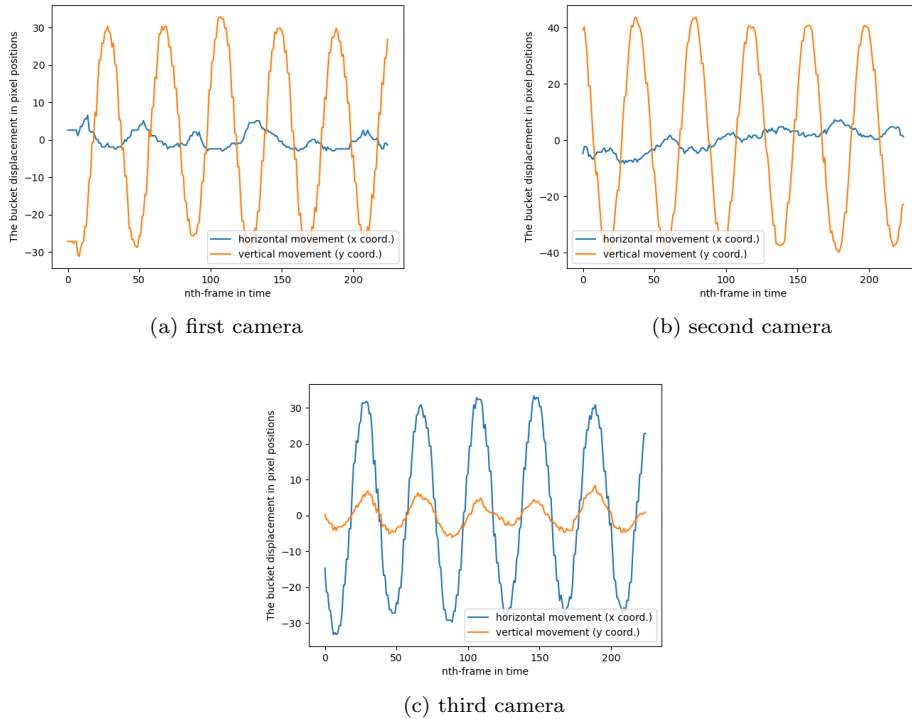 The bucket displacement in pixel positions
30
20
10
0
−10
−20
−30
0
50
100
150
200
nth-frame in time
horizontal movement (x coord.)
vertical movement (y coord.)
(a) first camera
The bucket displacement in pixel positions
40
20
0
−20
−40
0
50
100
150
200
nth-frame in time
horizontal movement (x coord.)
vertical movement (y coord.)
(b) second camera
The bucket displacement in pixel positions
30
20
10
0
−10
−20
−30
0
50
100
150
200
nth-frame in time
horizontal movement (x coord.)
vertical movement (y coord.)
(c) third camera